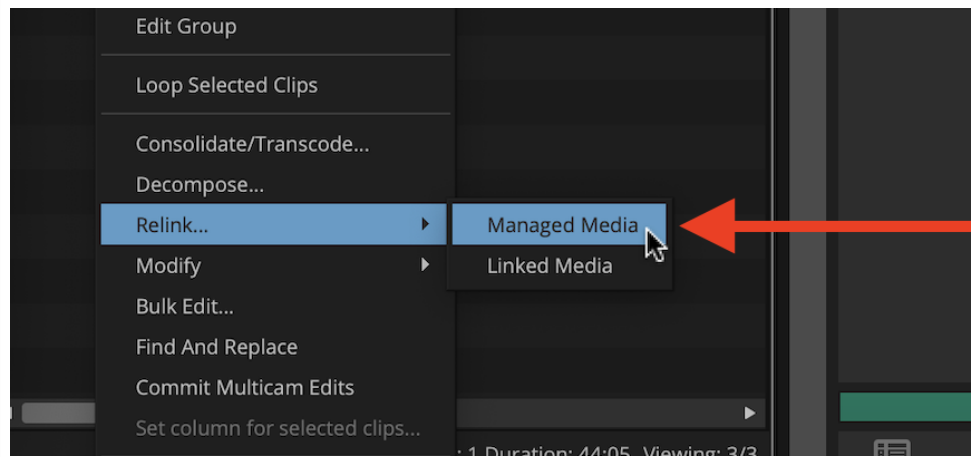 Edit Group
Loop Selected Clips
Consolidate/Transcode...
Decompose...
Relink...
Managed Media
Modify
Linked Media
Bulk Edit...
Find And Replace
Commit Multicam Edits
Set column for selected clips...
: 1 Duration: 44:05 Viewing: 3/3